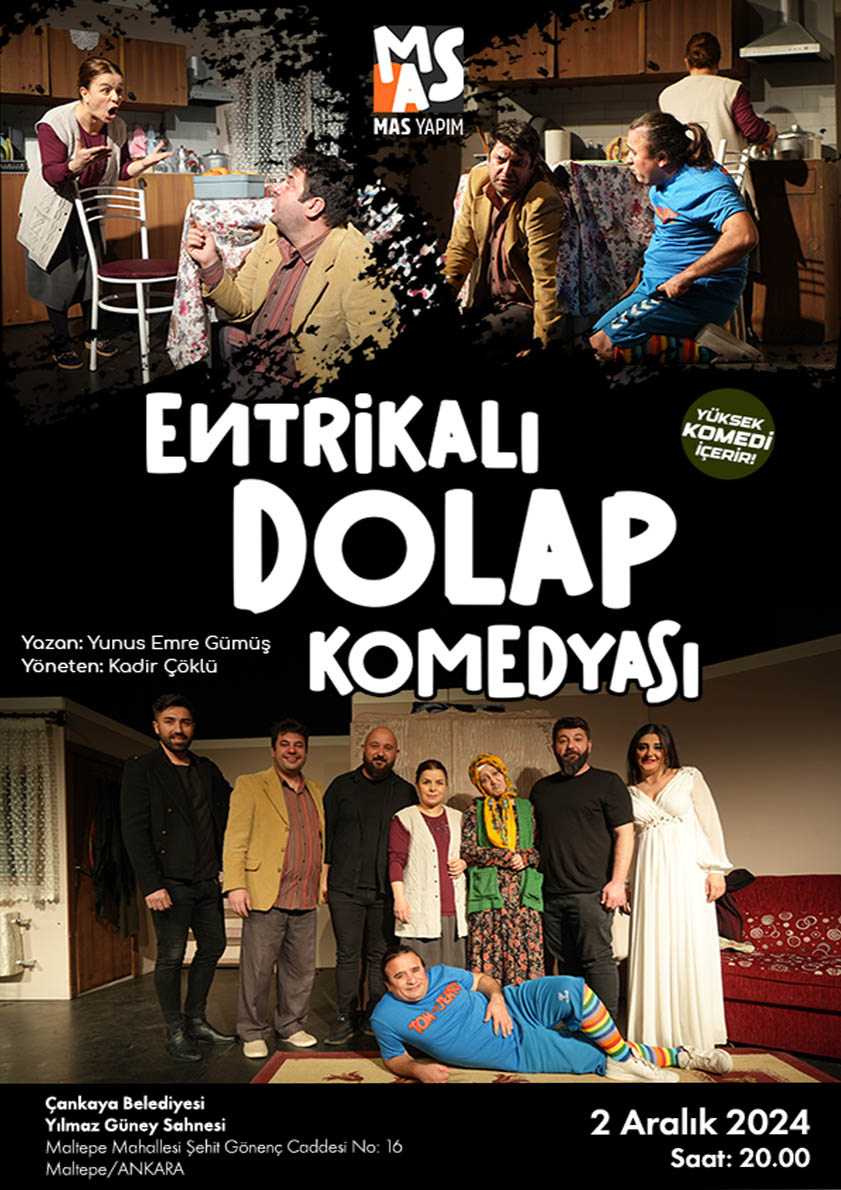 MAS
MAS YAPIM
ENTRİKALI
DOLAP
KOMEDYASI
YÜKSEK
KOMEDİ
İÇERİR!
Yazan: Yunus Emre Gümüş
Yöneten: Kadir Çöklü
TOM and JERRY
Çankaya Belediyesi
Yılmaz Güney Sahnesi
Maltepe Mahallesi Şehit Gönenç Caddesi No: 16
Maltepe/ANKARA
2 Aralık 2024
Saat: 20.00